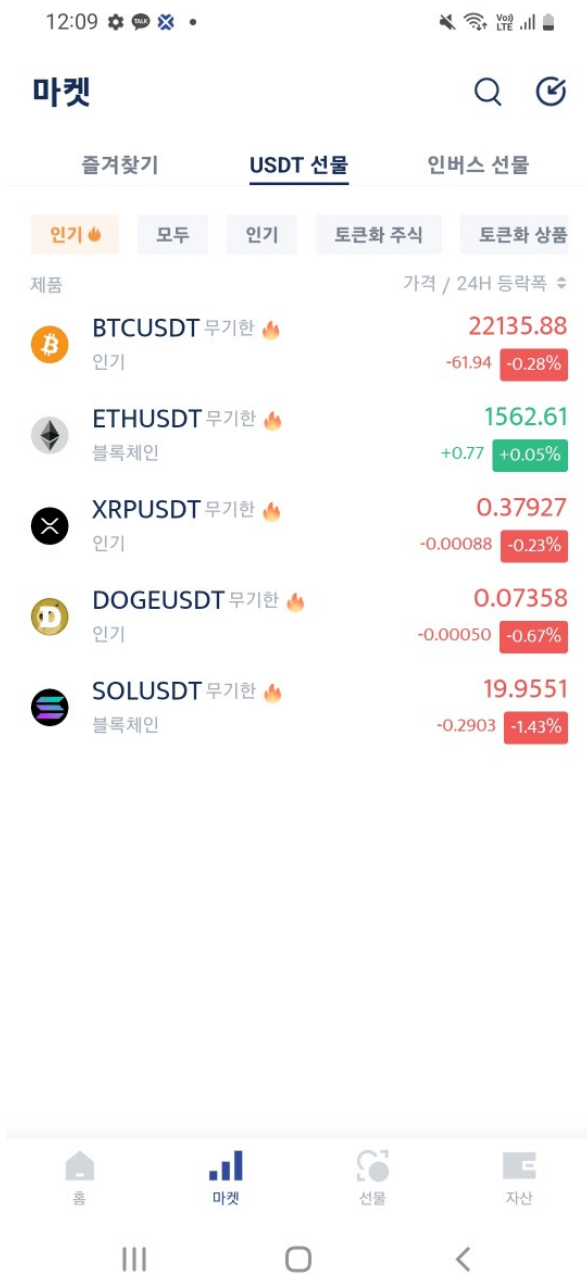 12:09
마켓
즐겨찾기 USDT 선물 인버스 선물
인기 모두 인기 토큰화 주식 토큰화 상품
제품 가격 / 24H 등락폭
BTCUSDT 무기한 22135.88
인기 -61.94 -0.28%
ETHUSDT 무기한 1562.61
블록체인 +0.77 +0.05%
XRPUSDT 무기한 0.37927
인기 -0.00088 -0.23%
DOGEUSDT 무기한 0.07358
인기 -0.00050 -0.67%
SOLUSDT 무기한 19.9551
블록체인 -0.2903 -1.43%
홈 마켓 선물 자산